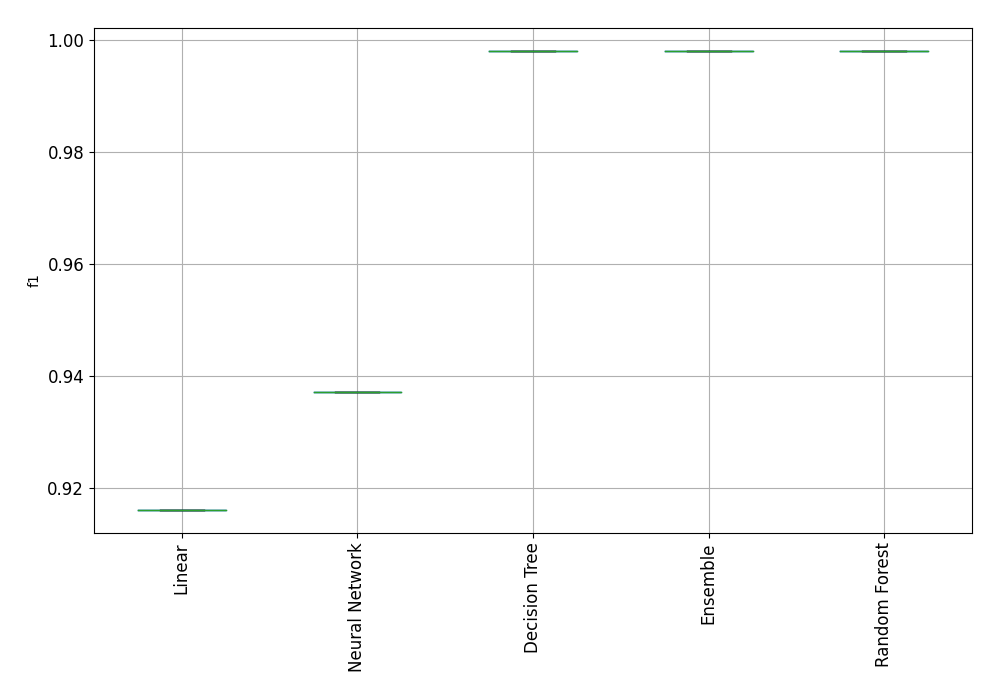 1.00
0.98
0.96
0.94
0.92
f1
Linear
Neural Network
Decision Tree
Ensemble
Random Forest